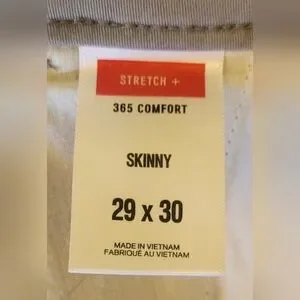 STRETCH +
365 COMFORT
SKINNY
29 x 30
MADE IN VIETNAM
FABRIQUÉ AU VIETNAM